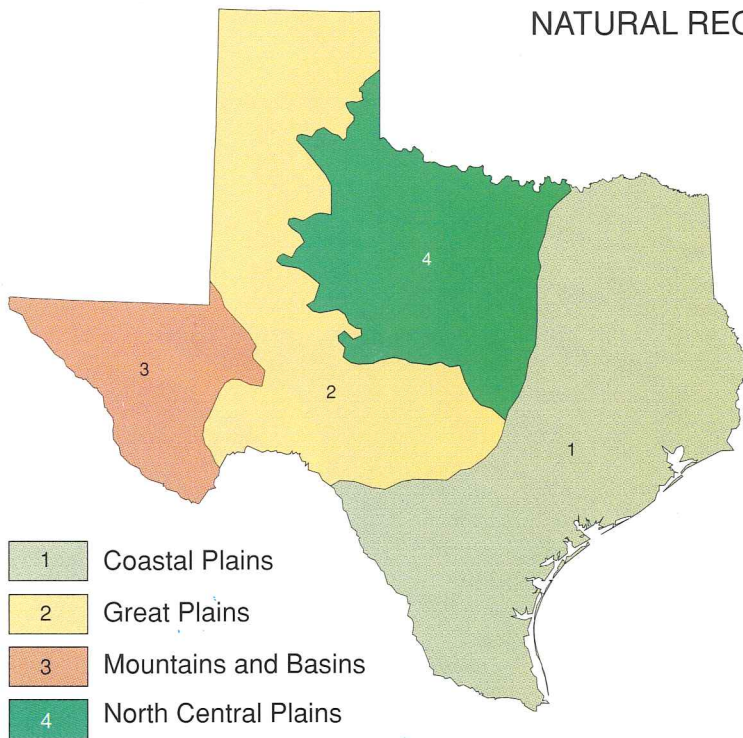 NATURAL REG
4
3
2
1
1 Coastal Plains
2 Great Plains
3 Mountains and Basins
4 North Central Plains